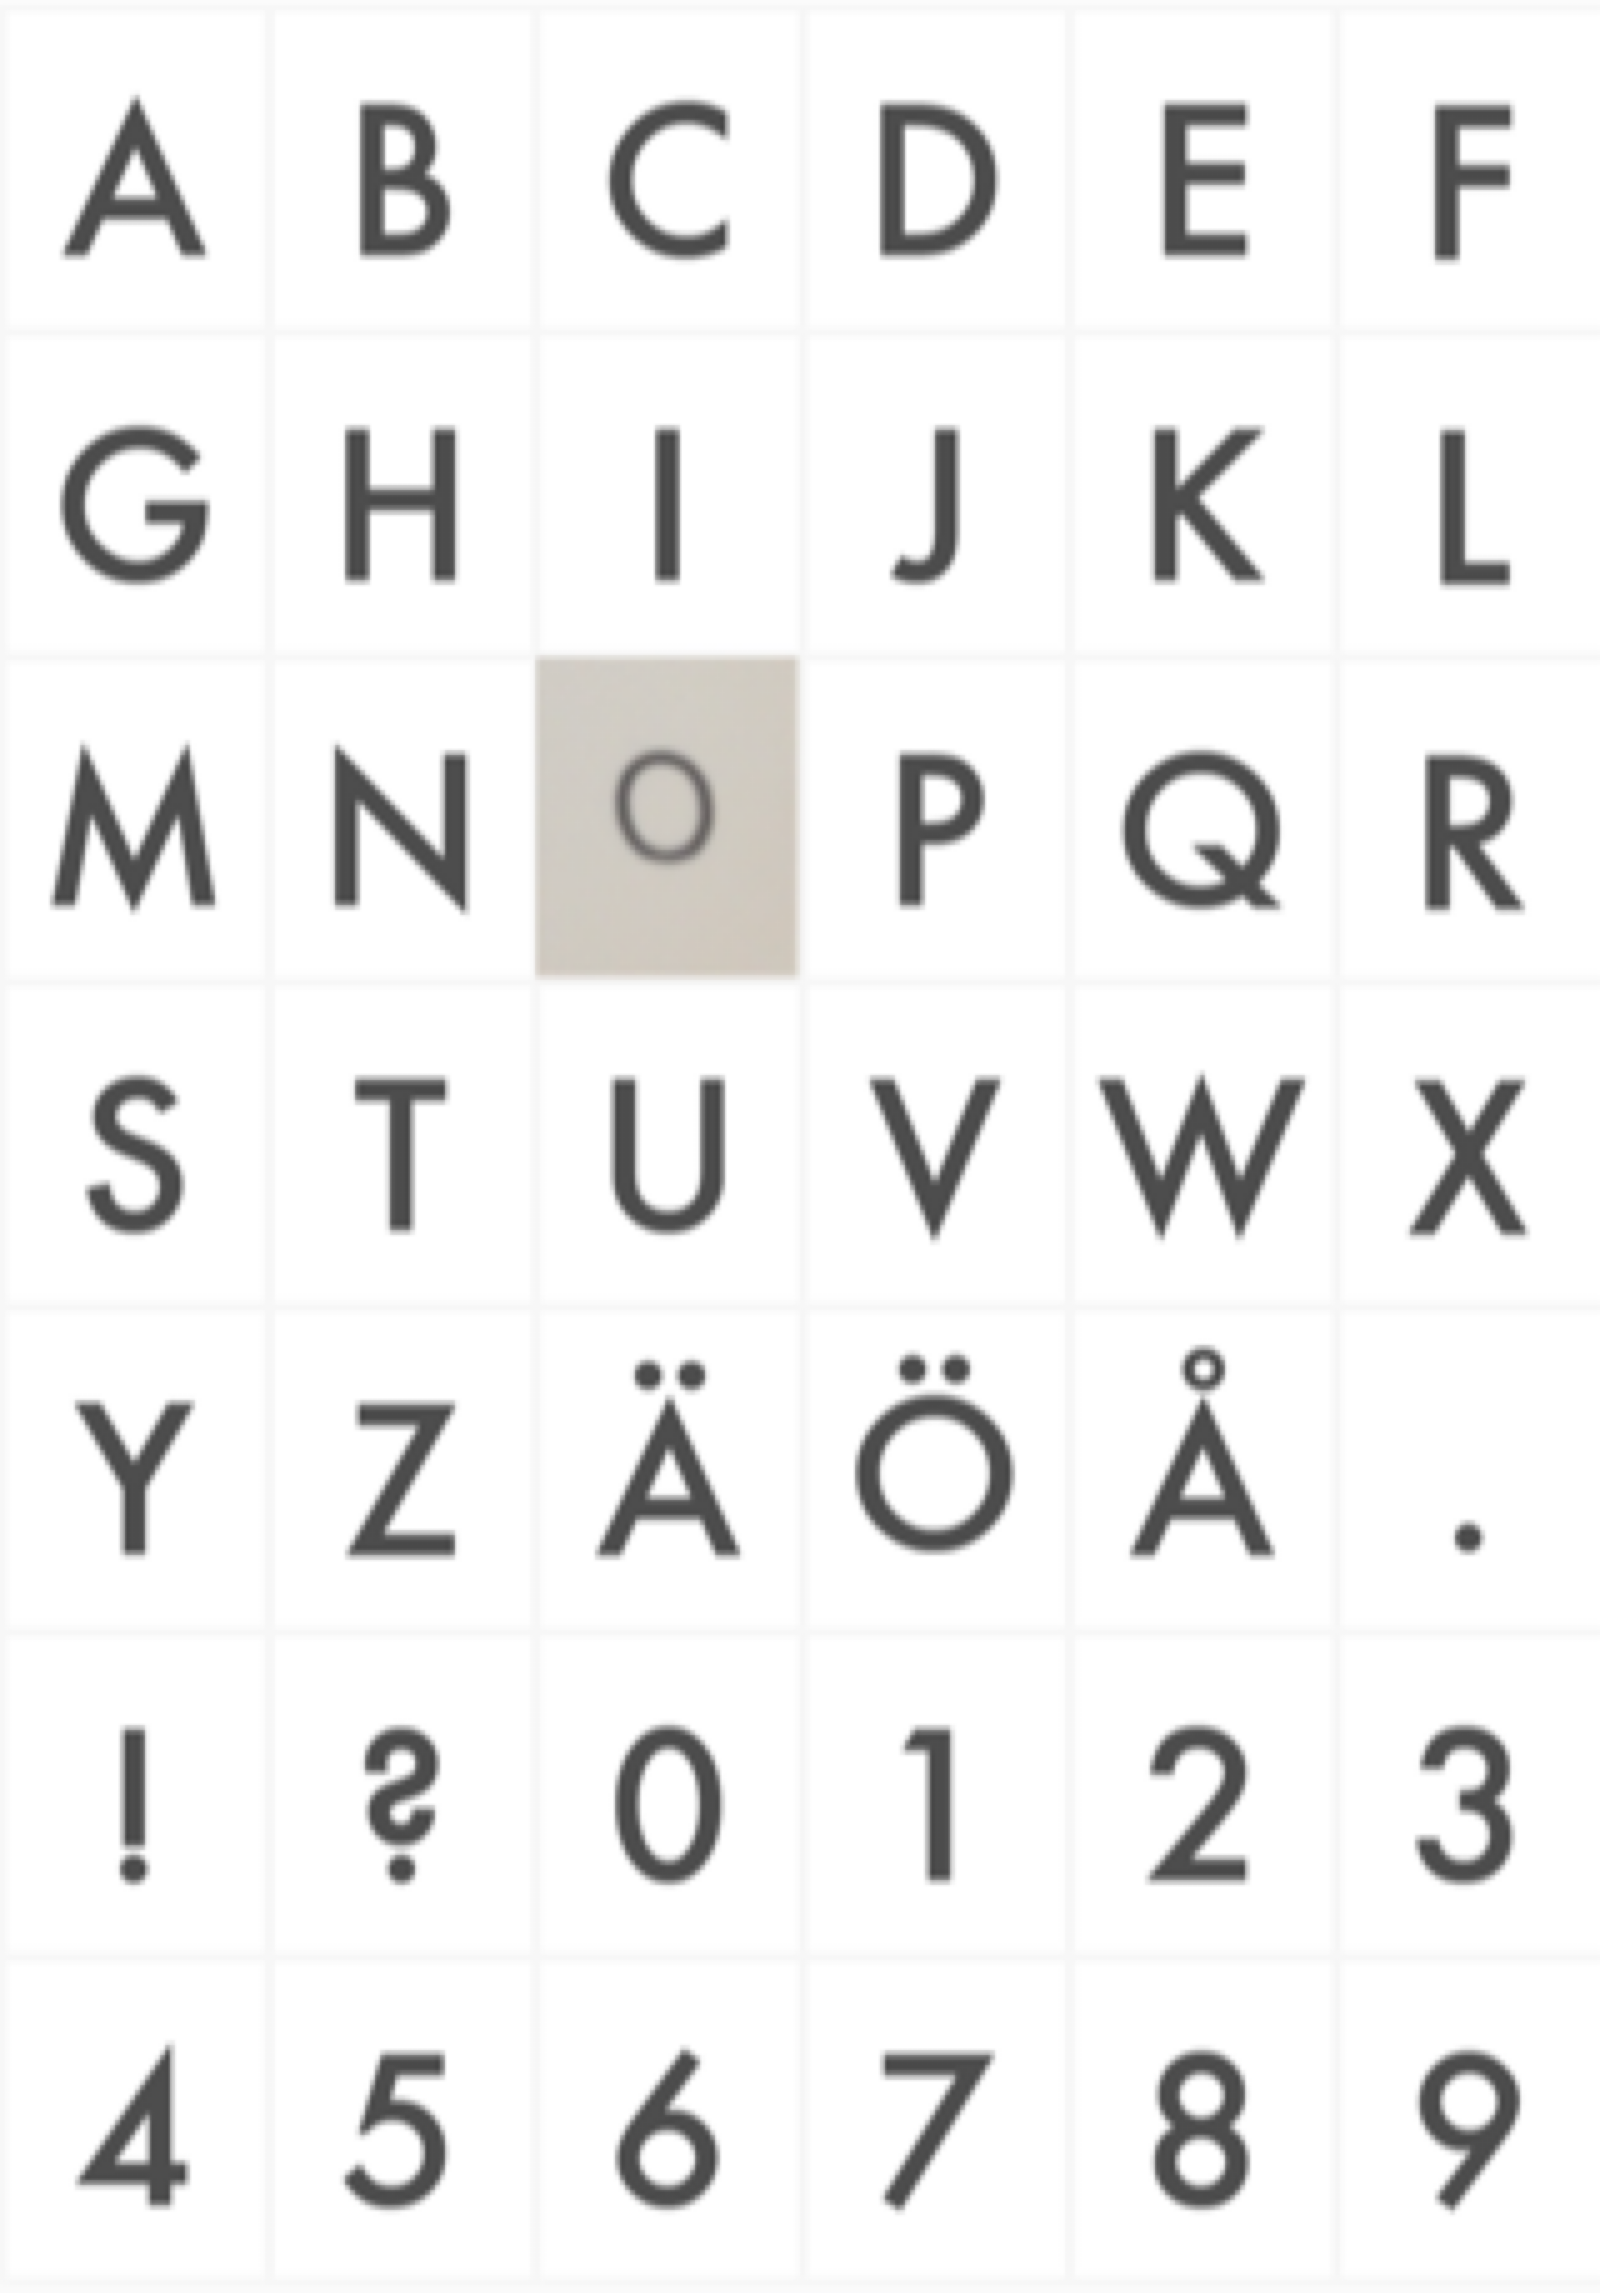 A B C D E F
G H I J K L
M N O P Q R
S T U V W X
Y Z Ä Ö Å .
! ? 0 1 2 3
4 5 6 7 8 9